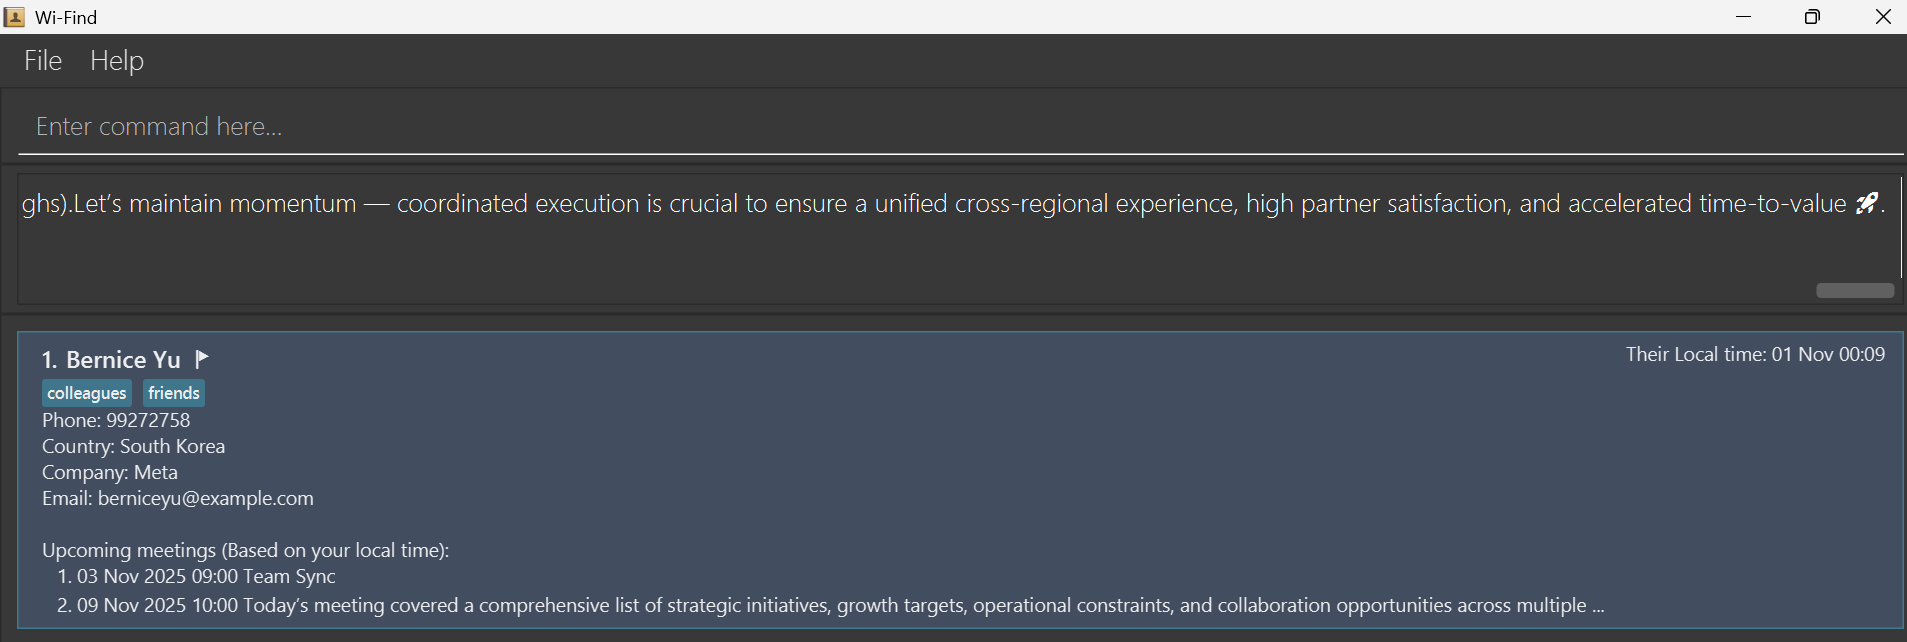 Wi-Find
File Help
Enter command here...
ghs).Let's maintain momentum — coordinated execution is crucial to ensure a unified cross-regional experience, high partner satisfaction, and accelerated time-to-value 🚀.
1. Bernice Yu
Their Local time: 01 Nov 00:09
colleagues friends
Phone: 99272758
Country: South Korea
Company: Meta
Email: berniceyu@example.com
Upcoming meetings (Based on your local time):
1. 03 Nov 2025 09:00 Team Sync
2. 09 Nov 2025 10:00 Today's meeting covered a comprehensive list of strategic initiatives, growth targets, operational constraints, and collaboration opportunities across multiple ...